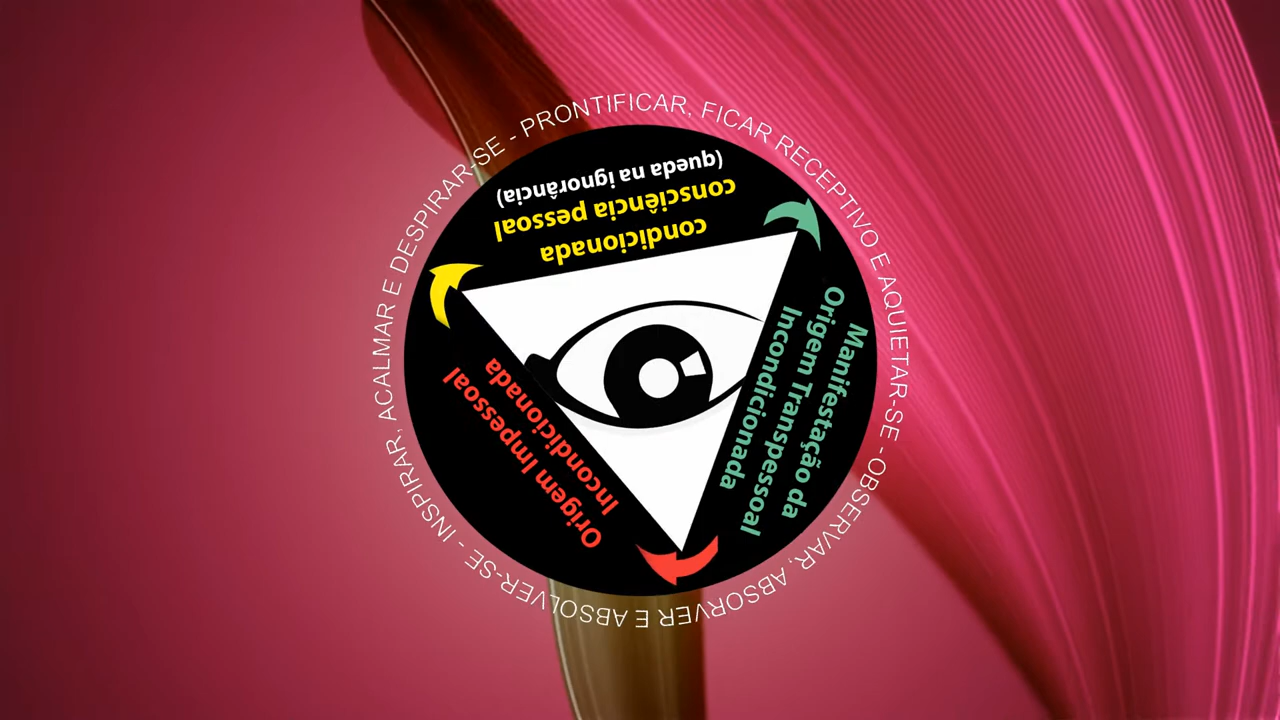 PRONTIFICAR, FICAR RECEPTIVO E AQUIETAR-SE - OBSERVAR, ABSORVER E ABSOLVER-SE - INSPIRAR, ACALMAR E DESPIRAR-SE -
condicionada
consciência pessoal
(queda na ignorância)
Manifestação da
Origem Transpessoal
Incondicionada
Origem Impessoal
Incondicionada